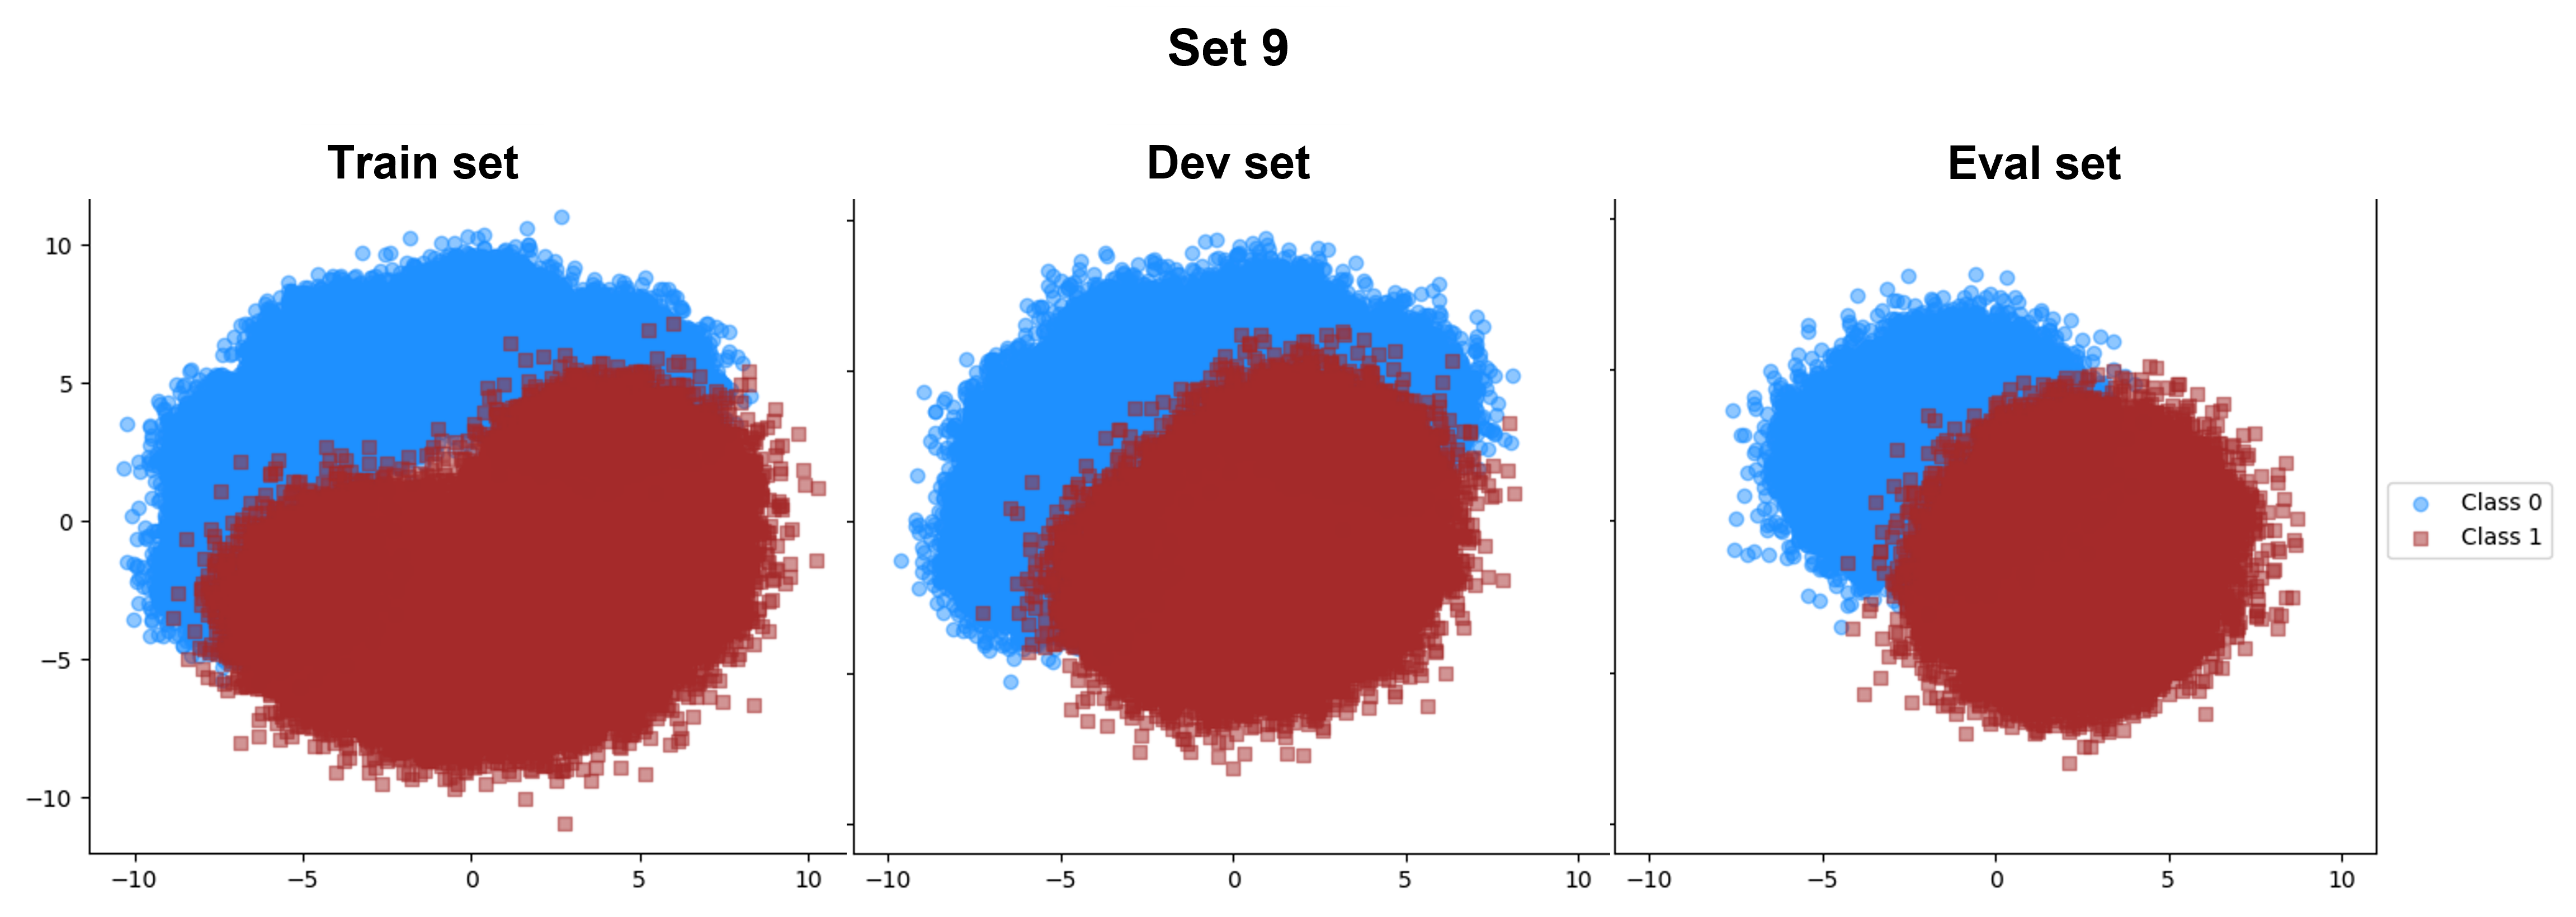 Set 9
Train set
Dev set
Eval set
10
5
0
−5
−10
−10 −5 0 5 10
−10 −5 0 5 10
−10 −5 0 5 10
Class 0
Class 1